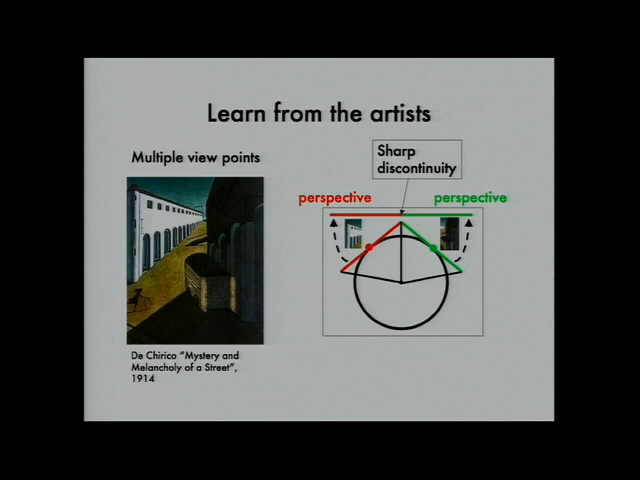 Learn from the artists
Multiple view points
Sharp
discontinuity
perspective
perspective
De Chirico "Mystery and
Melancholy of a Street",
1914